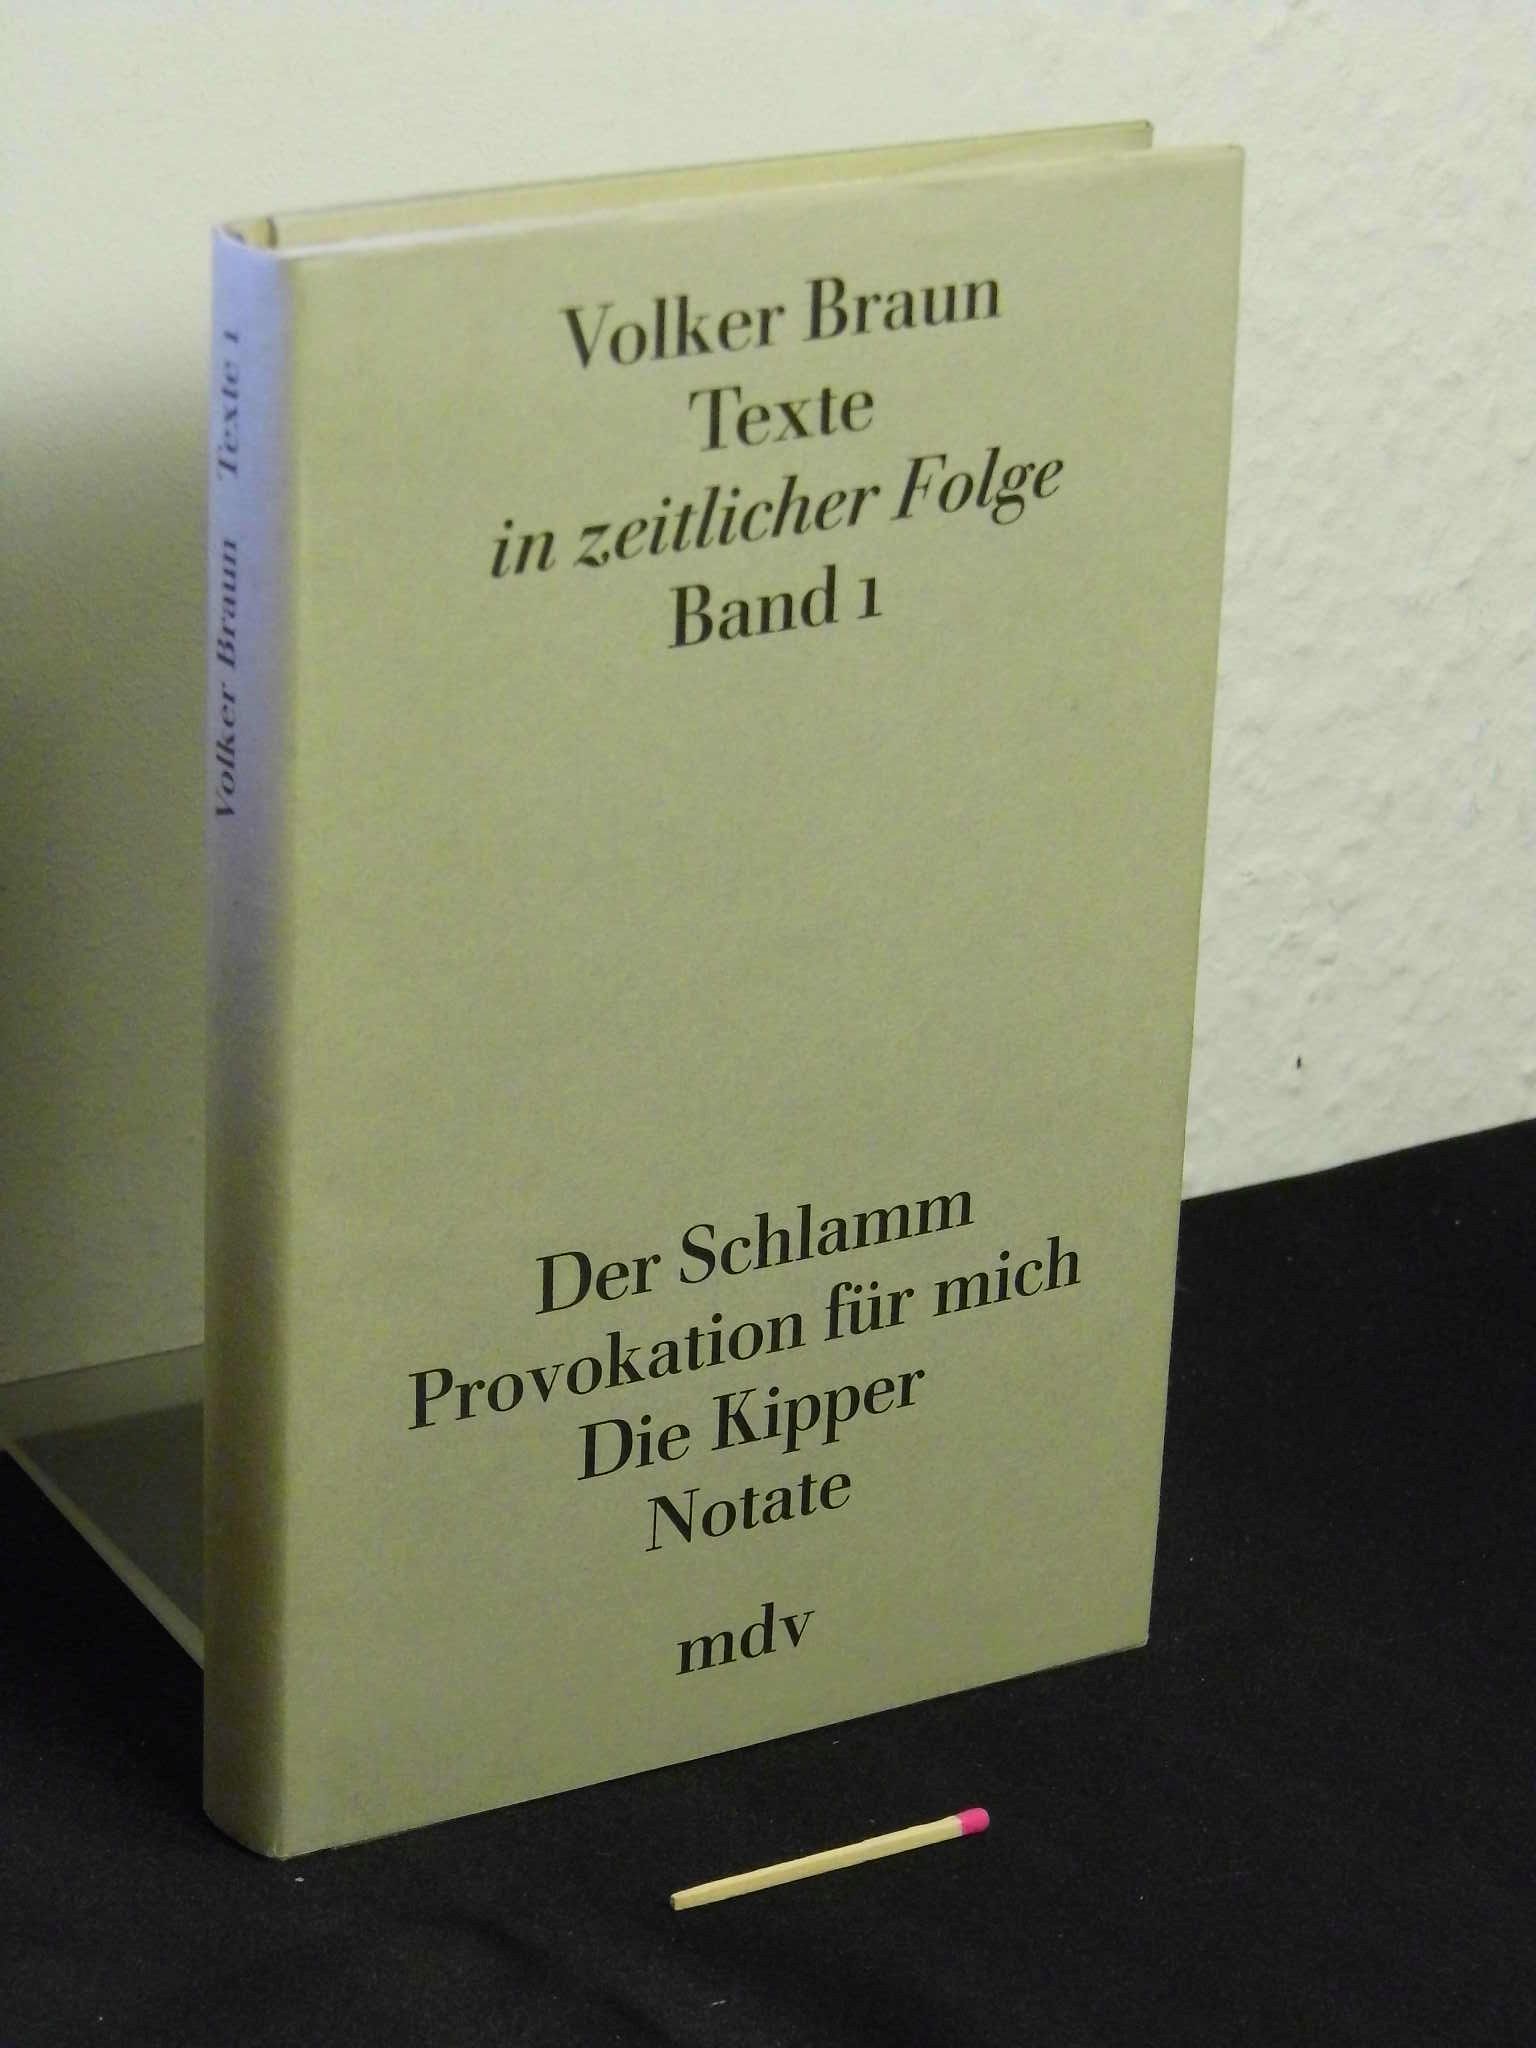 Volker Braun Texte 1
Volker Braun
Texte
in zeitlicher Folge
Band 1
Der Schlamm
Provokation für mich
Die Kipper
Notate
mdv